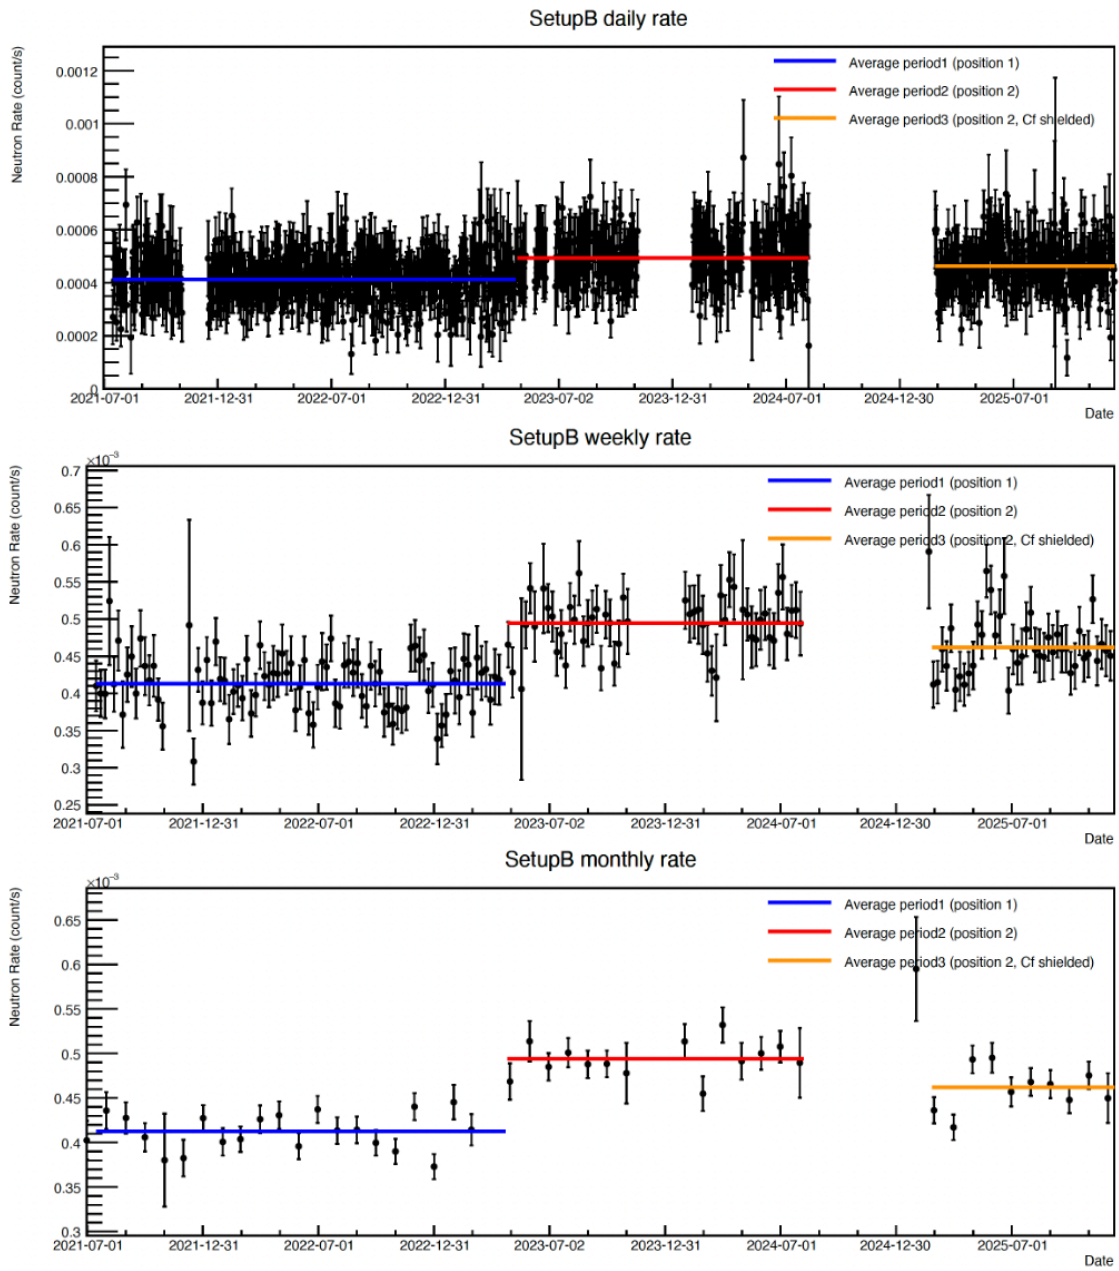 SetupB daily rate
Neutron Rate (count/s)
Average period1 (position 1)
Average period2 (position 2)
Average period3 (position 2, Cf shielded)
0.0012
0.001
0.0008
0.0006
0.0004
0.0002
0
2021-07-01 2021-12-31 2022-07-01 2022-12-31 2023-07-02 2023-12-31 2024-07-01 2024-12-30 2025-07-01
Date
SetupB weekly rate
×10⁻³
Neutron Rate (count/s)
Average period1 (position 1)
Average period2 (position 2)
Average period3 (position 2, Cf shielded)
0.7
0.65
0.6
0.55
0.5
0.45
0.4
0.35
0.3
0.25
2021-07-01 2021-12-31 2022-07-01 2022-12-31 2023-07-02 2023-12-31 2024-07-01 2024-12-30 2025-07-01
Date
SetupB monthly rate
×10⁻³
Neutron Rate (count/s)
Average period1 (position 1)
Average period2 (position 2)
Average period3 (position 2, Cf shielded)
0.65
0.6
0.55
0.5
0.45
0.4
0.35
0.3
2021-07-01 2021-12-31 2022-07-01 2022-12-31 2023-07-02 2023-12-31 2024-07-01 2024-12-30 2025-07-01
Date